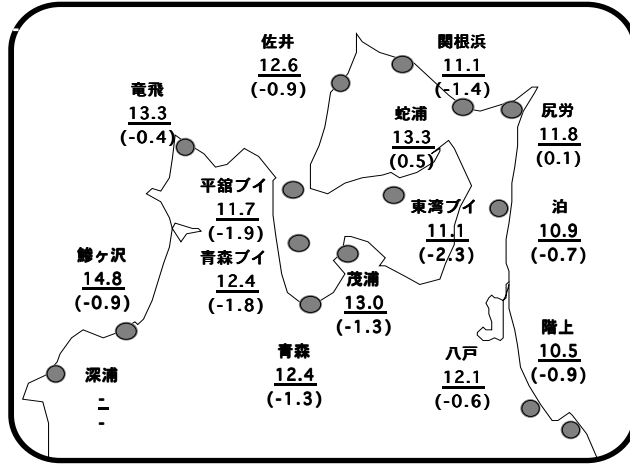 佐井
12.6
(-0.9)
関根浜
11.1
(-1.4)
竜飛
13.3
(-0.4)
蛇浦
13.3
(0.5)
尻労
11.8
(0.1)
平舘ブイ
11.7
(-1.9)
東湾ブイ
11.1
(-2.3)
泊
10.9
(-0.7)
鰺ヶ沢
14.8
(-0.9)
青森ブイ
12.4
(-1.8)
茂浦
13.0
(-1.3)
階上
10.5
(-0.9)
深浦
-
-
青森
12.4
(-1.3)
八戸
12.1
(-0.6)